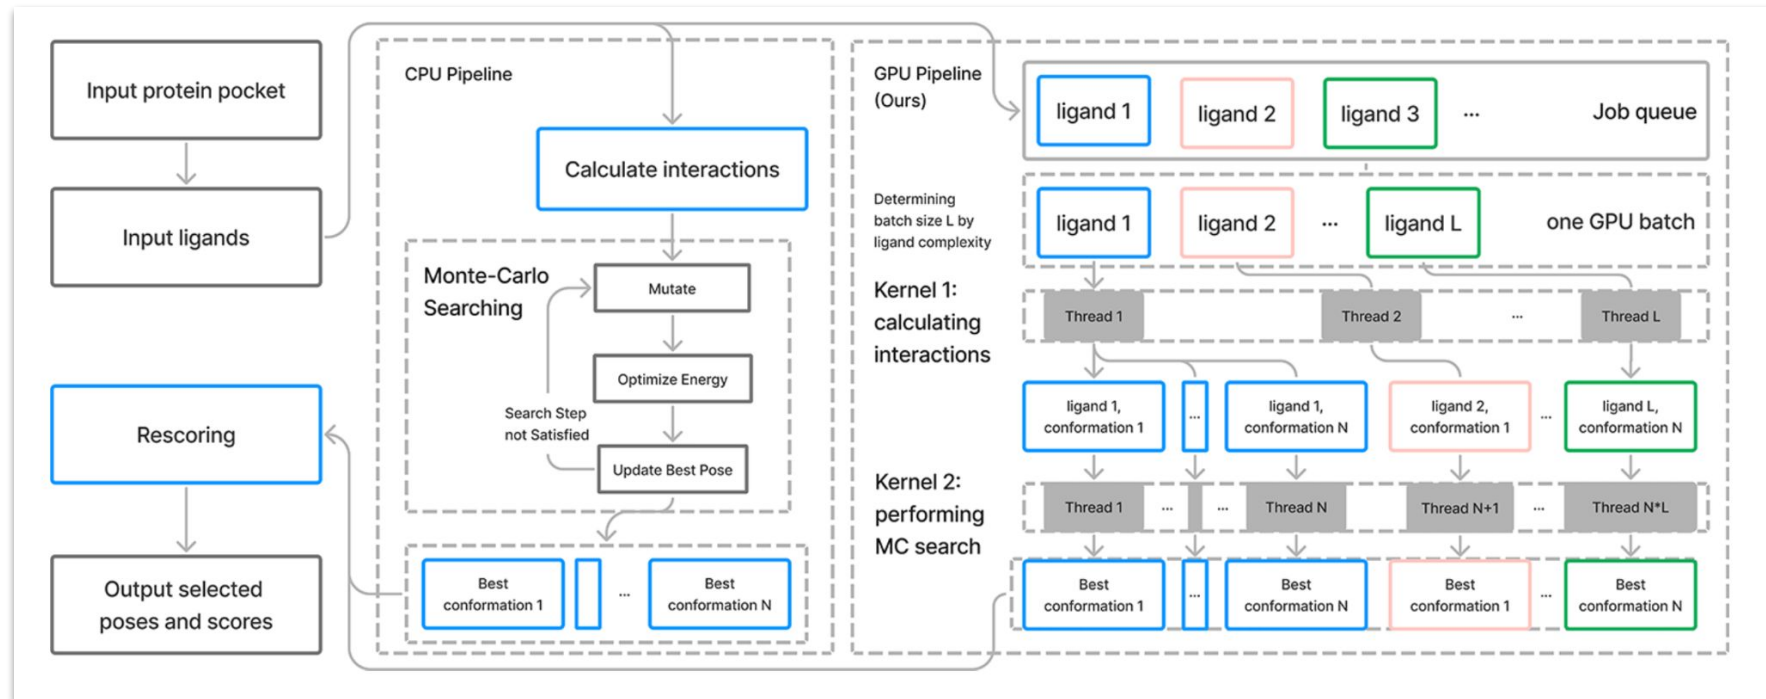 Input protein pocket
Input ligands
Rescoring
Output selected
poses and scores
CPU Pipeline
Calculate interactions
Monte-Carlo
Searching
Mutate
Optimize Energy
Search Step
not Satisfied
Update Best Pose
Best
conformation 1
...
Best
conformation N
GPU Pipeline
(Ours)
ligand 1
ligand 2
ligand 3
...
Job queue
Determining
batch size L by
ligand complexity
ligand 1
ligand 2
...
ligand L
one GPU batch
Kernel 1:
calculating
interactions
Thread 1
Thread 2
...
Thread L
ligand 1,
conformation 1
...
ligand 1,
conformation N
ligand 2,
conformation 1
...
ligand L,
conformation N
Kernel 2:
performing
MC search
Thread 1
...
...
Thread N
Thread N+1
...
Thread N*L
Best
conformation 1
...
Best
conformation N
Best
conformation 1
...
Best
conformation N